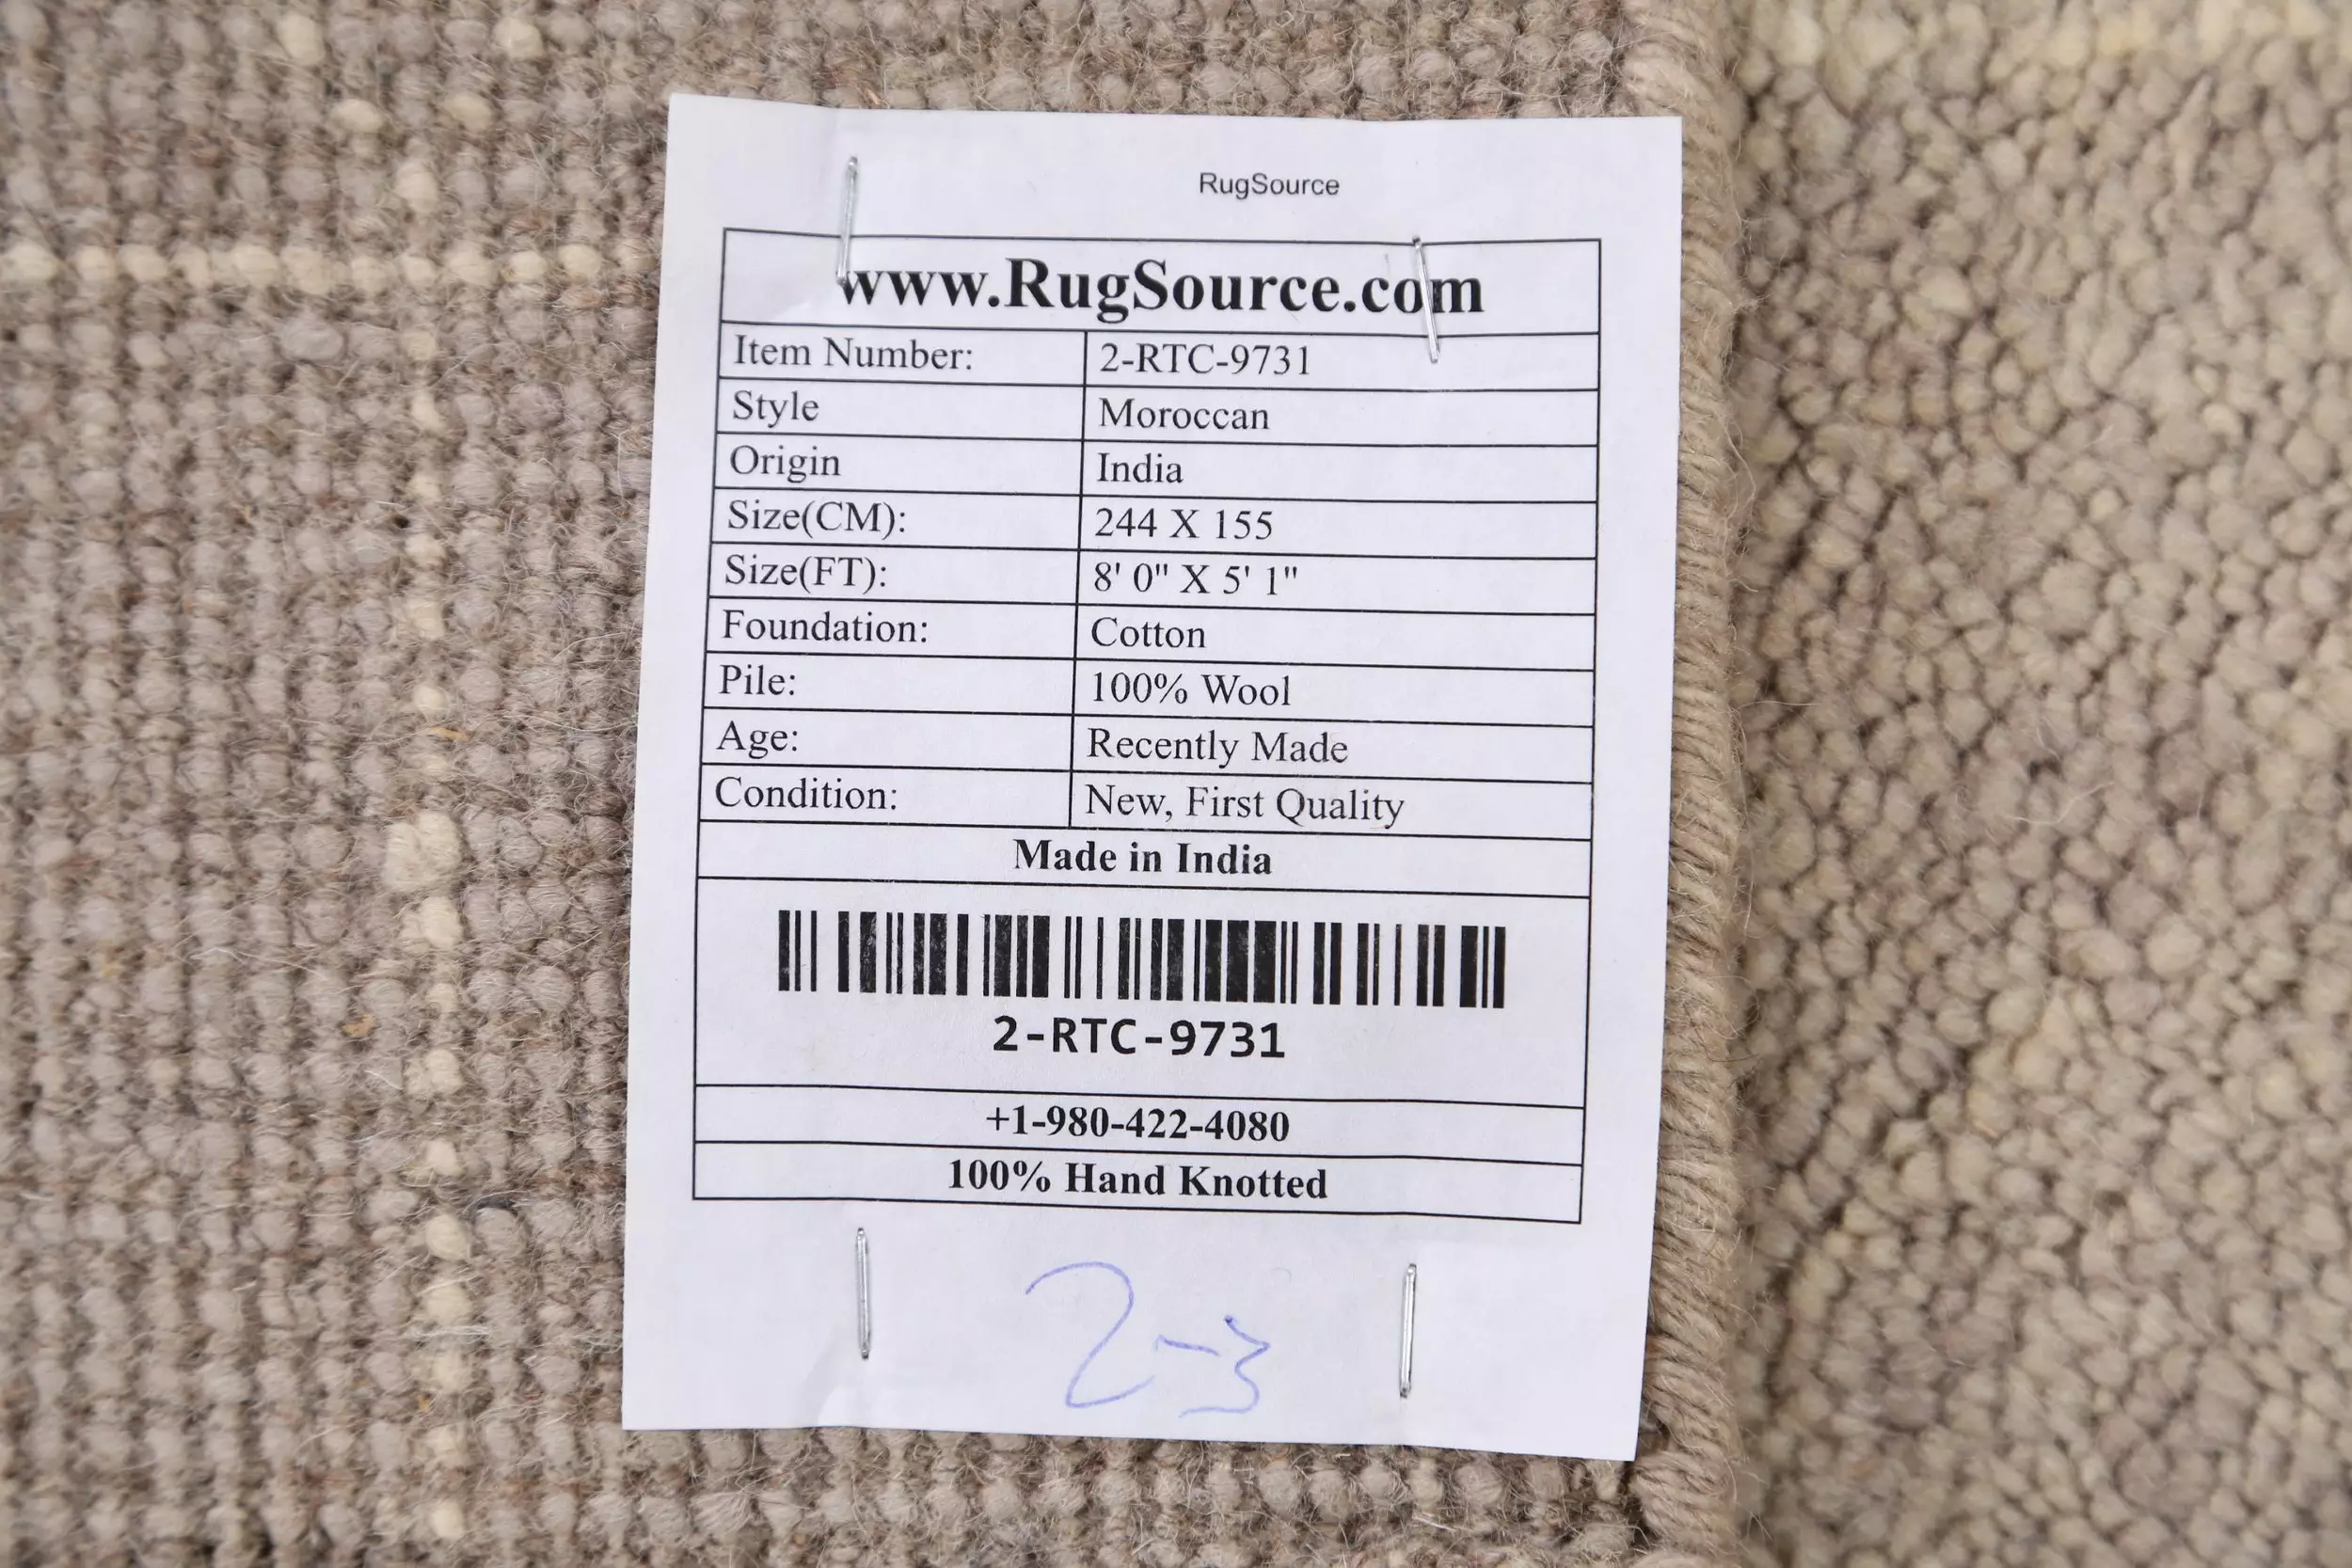 RugSource
www.RugSource.com
Item Number: 2-RTC-9731
Style Moroccan
Origin India
Size(CM): 244 X 155
Size(FT): 8' 0" X 5' 1"
Foundation: Cotton
Pile: 100% Wool
Age: Recently Made
Condition: New, First Quality
Made in India
2-RTC-9731
+1-980-422-4080
100% Hand Knotted
2-3